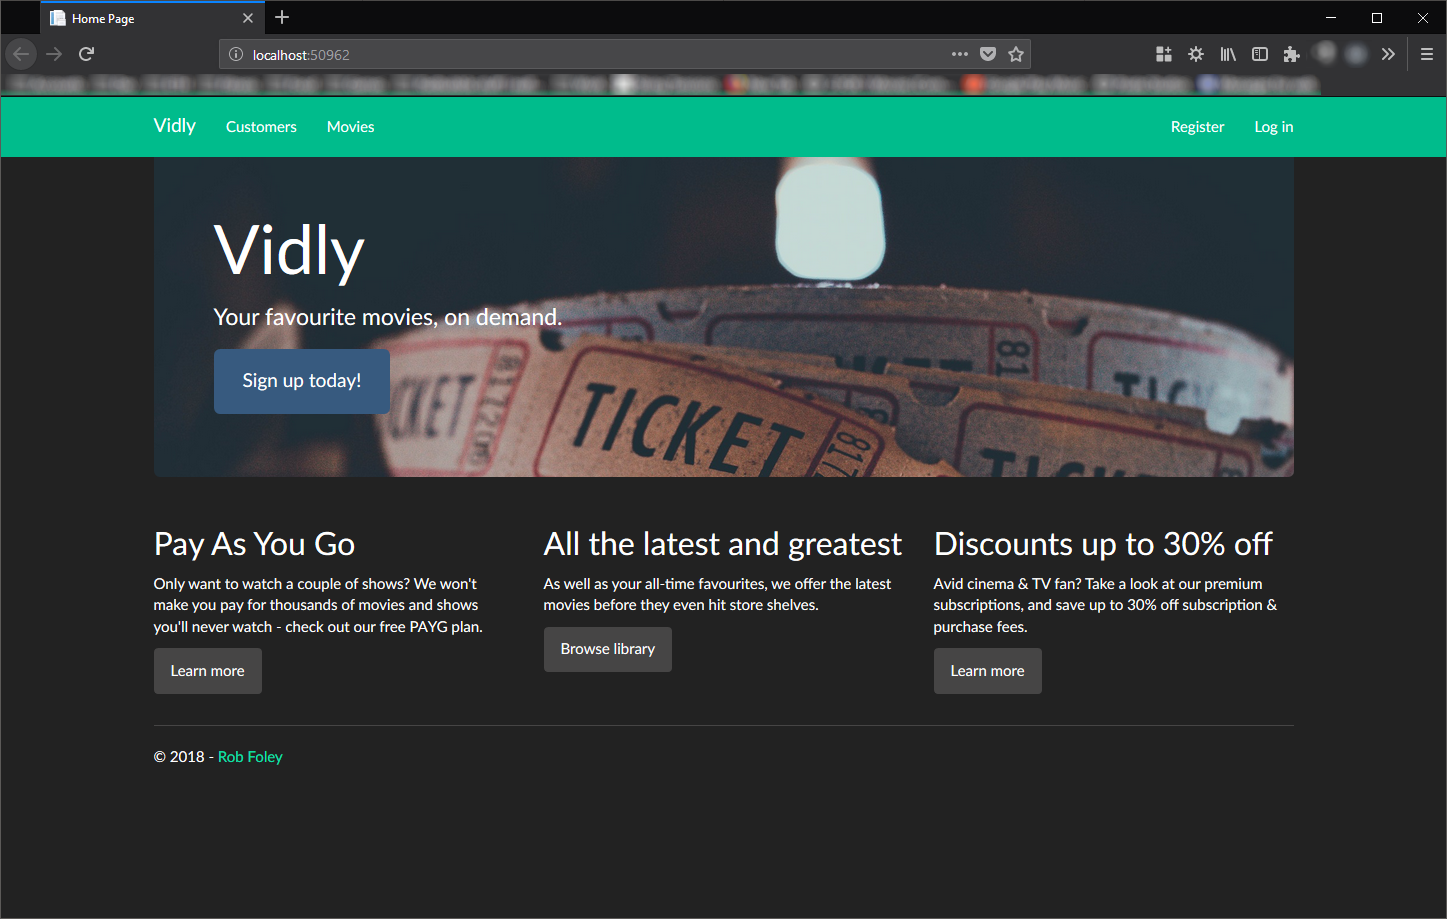 Home Page
localhost:50962
Vidly
Customers
Movies
Register
Log in
Vidly
Your favourite movies, on demand.
Sign up today!
TICKET
817
81
Pay As You Go
Only want to watch a couple of shows? We won't
make you pay for thousands of movies and shows
you'll never watch - check out our free PAYG plan.
Learn more
All the latest and greatest
As well as your all-time favourites, we offer the latest
movies before they even hit store shelves.
Browse library
Discounts up to 30% off
Avid cinema & TV fan? Take a look at our premium
subscriptions, and save up to 30% off subscription &
purchase fees.
Learn more
© 2018 - Rob Foley